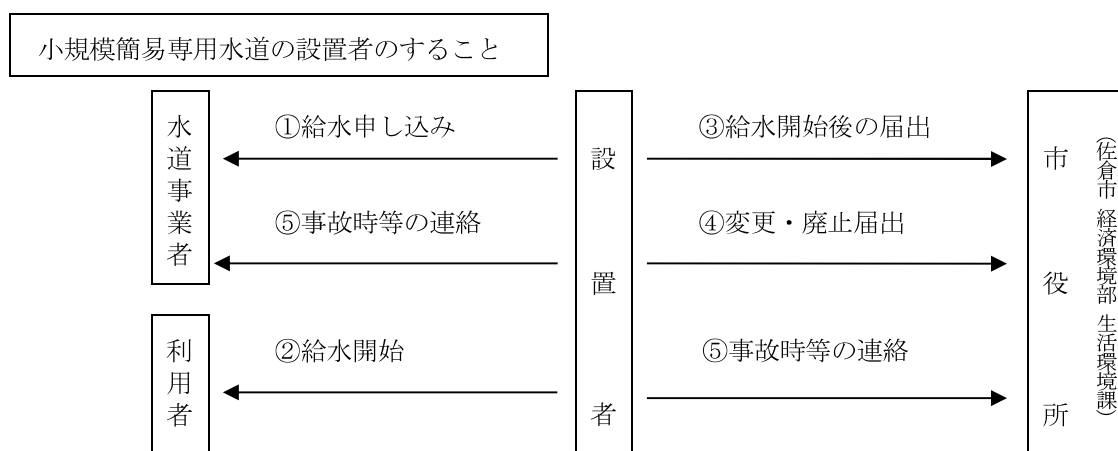 小規模簡易専用水道の設置者のすること
水道事業者
①給水申し込み
⑤事故時等の連絡
利用者
②給水開始
設置者
③給水開始後の届出
④変更・廃止届出
⑤事故時等の連絡
市役所
（佐倉市 経済環境部 生活環境課）